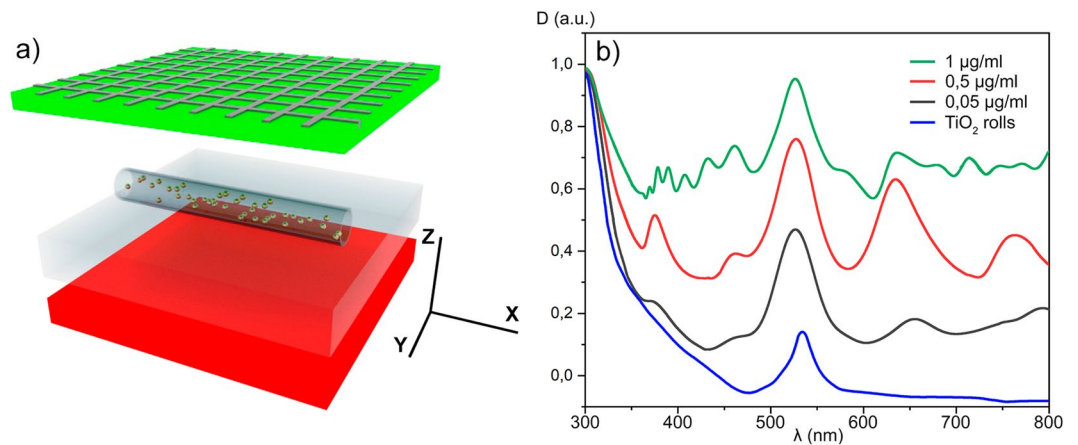 a)
Z
X
Y
D (a.u.)
b)
1 μg/ml
0,5 μg/ml
0,05 μg/ml
TiO₂ rolls
1,0
0,8
0,6
0,4
0,2
0,0
300 400 500 600 700 800
λ (nm)